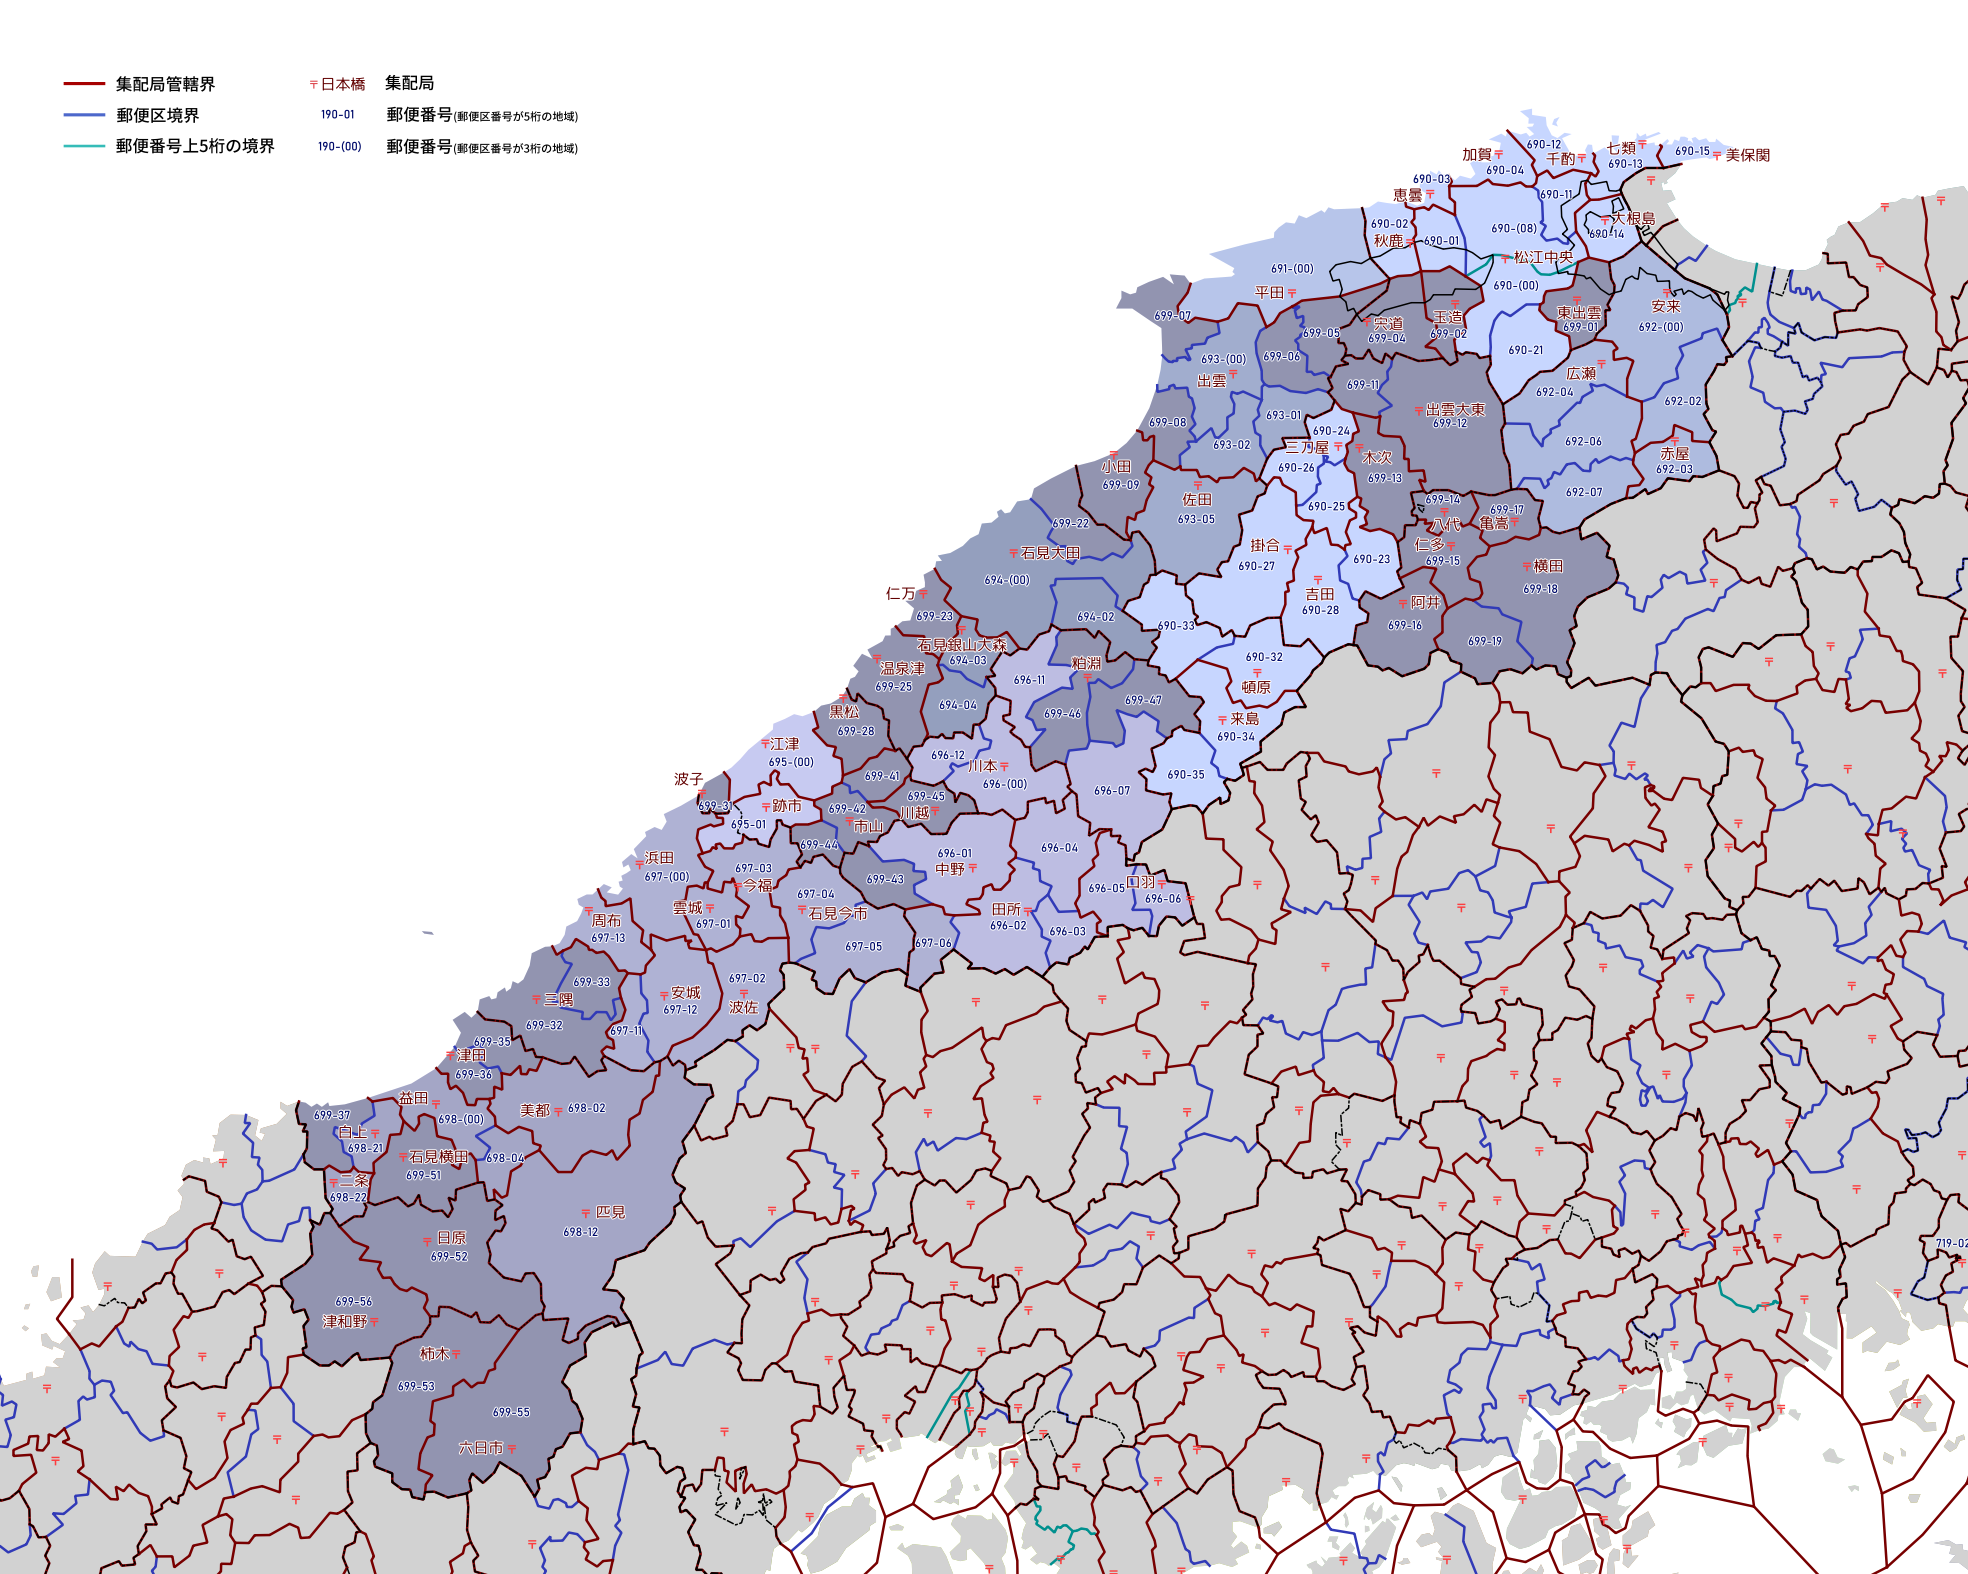 集配局管轄界 〒日本橋 集配局
郵便区境界 190-01 郵便番号(郵便区番号が5桁の地域)
郵便番号上5桁の境界 190-(00) 郵便番号(郵便区番号が3桁の地域)
690-12
加賀〒
千酌〒
七類〒
690-15
〒美保関
690-13
690-04
690-03
恵曇〒
690-11
690-02
690-(08)
〒大根島
690-14
秋鹿〒
690-01
〒松江中央
691-(00)
690-(00)
平田〒
安来
692-(00)
699-07
東出雲
699-01
宍道
699-04
玉造
699-02
699-05
699-06
693-(00)
出雲〒
690-21
広瀬〒
692-04
699-11
692-02
〒出雲大東
699-12
693-01
699-08
690-24
693-02
三刀屋〒
692-06
木次
赤屋
692-03
小田
690-26
699-09
699-13
692-07
佐田
693-05
699-14
690-25
699-17
699-22
八代
亀嵩〒
掛合〒
仁多〒
〒石見大田
690-23
699-15
690-27
〒横田
694-(00)
699-18
仁万〒
吉田
690-28
〒阿井
699-23
694-02
690-33
699-16
699-19
石見銀山大森
694-03
690-32
粕淵
温泉津
699-25
696-11
頓原
694-04
699-47
黒松
699-46
699-28
〒来島
690-34
〒江津
695-(00)
696-12
川本〒
696-(00)
波子
699-41
690-35
699-31
〒跡市
699-45
696-07
699-42
川越〒
695-01
市山
699-44
696-04
696-01
中野〒
浜田
697-(00)
697-03
699-43
〒今福
696-05
口羽〒
696-06
697-04
〒石見今市
雲城〒
697-01
田所〒
696-02
周布
697-13
696-03
697-05
697-06
697-02
699-33
〒安城
697-12
〒三隅
波佐
699-32
697-11
699-35
〒津田
699-36
益田〒
美都〒 698-02
699-37
698-(00)
白上〒
698-21
〒石見横田
698-04
699-51
〒二条
698-22
〒匹見
698-12
〒日原
699-52
719-02
699-56
津和野〒
柿木〒
699-53
699-55
六日市〒